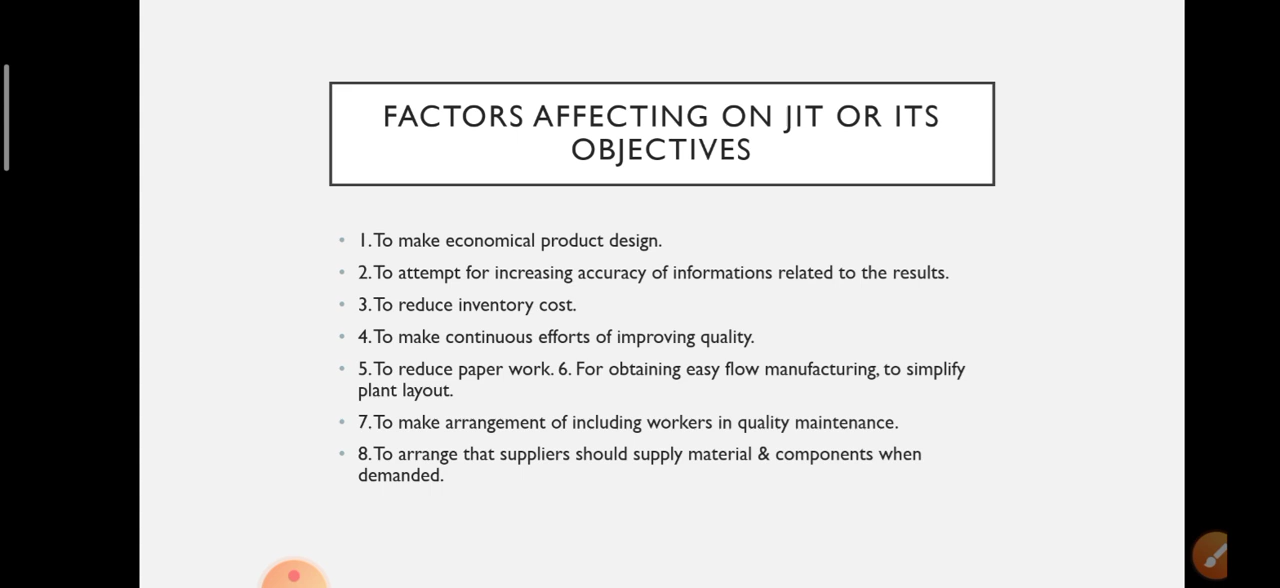 FACTORS AFFECTING ON JIT OR ITS
OBJECTIVES
• 1.To make economical product design.
• 2.To attempt for increasing accuracy of informations related to the results.
• 3.To reduce inventory cost.
• 4.To make continuous efforts of improving quality.
• 5.To reduce paper work. 6. For obtaining easy flow manufacturing, to simplify
plant layout.
• 7.To make arrangement of including workers in quality maintenance.
• 8.To arrange that suppliers should supply material & components when
demanded.